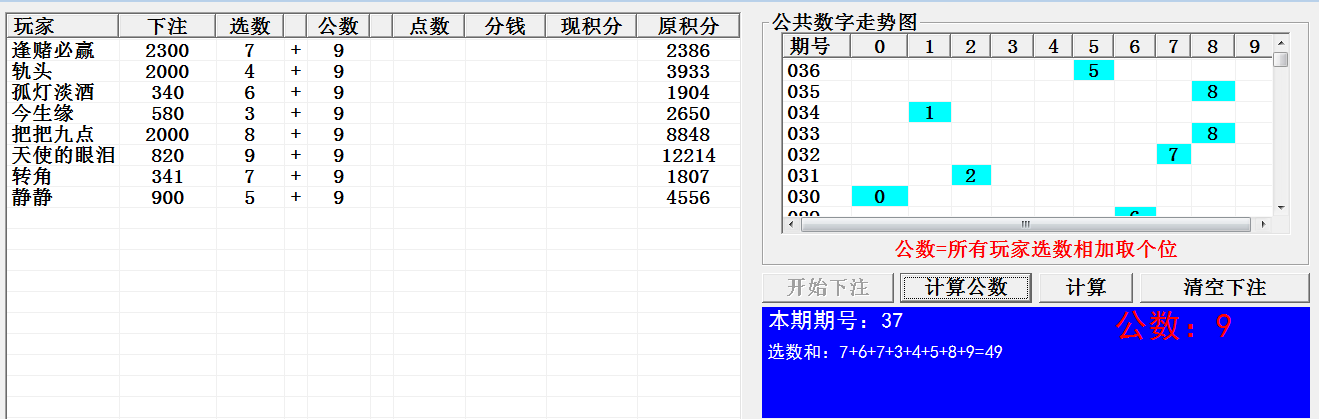 玩家 下注 选数 公数 点数 分钱 现积分 原积分
逢赌必赢 2300 7 + 9 2386
轨头 2000 4 + 9 3933
孤灯淡酒 340 6 + 9 1904
今生缘 580 3 + 9 2650
把把九点 2000 8 + 9 8848
天使的眼泪 820 9 + 9 12214
转角 341 7 + 9 1807
静静 900 5 + 9 4556
公共数字走势图
期号 0 1 2 3 4 5 6 7 8 9
036 5
035 8
034 1
033 8
032 7
031 2
030 0
公数=所有玩家选数相加取个位
开始下注 计算公数 计算 清空下注
本期期号：37 公数：9
选数和：7+6+7+3+4+5+8+9=49